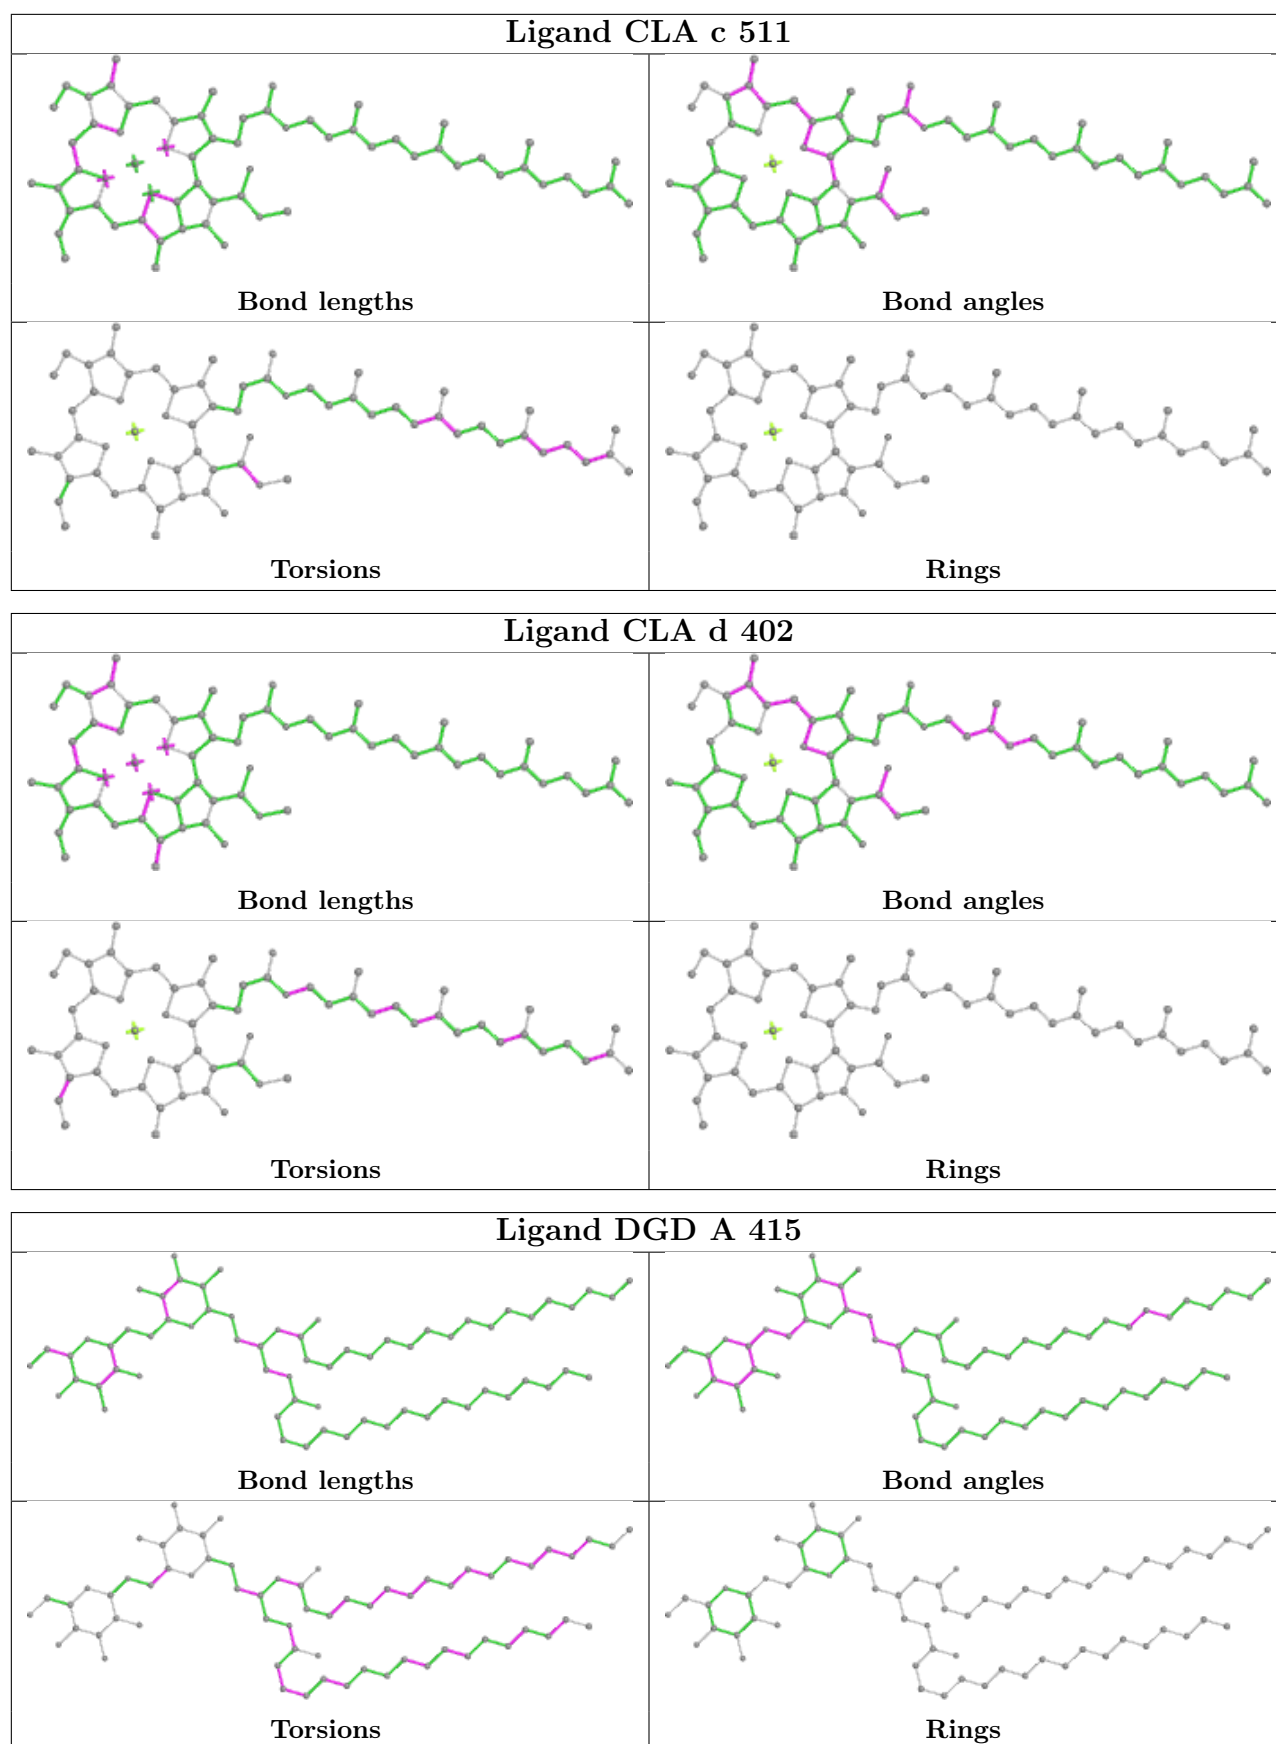 Ligand CLA c 511
Bond lengths
Bond angles
Torsions
Rings
Ligand CLA d 402
Bond lengths
Bond angles
Torsions
Rings
Ligand DGD A 415
Bond lengths
Bond angles
Torsions
Rings